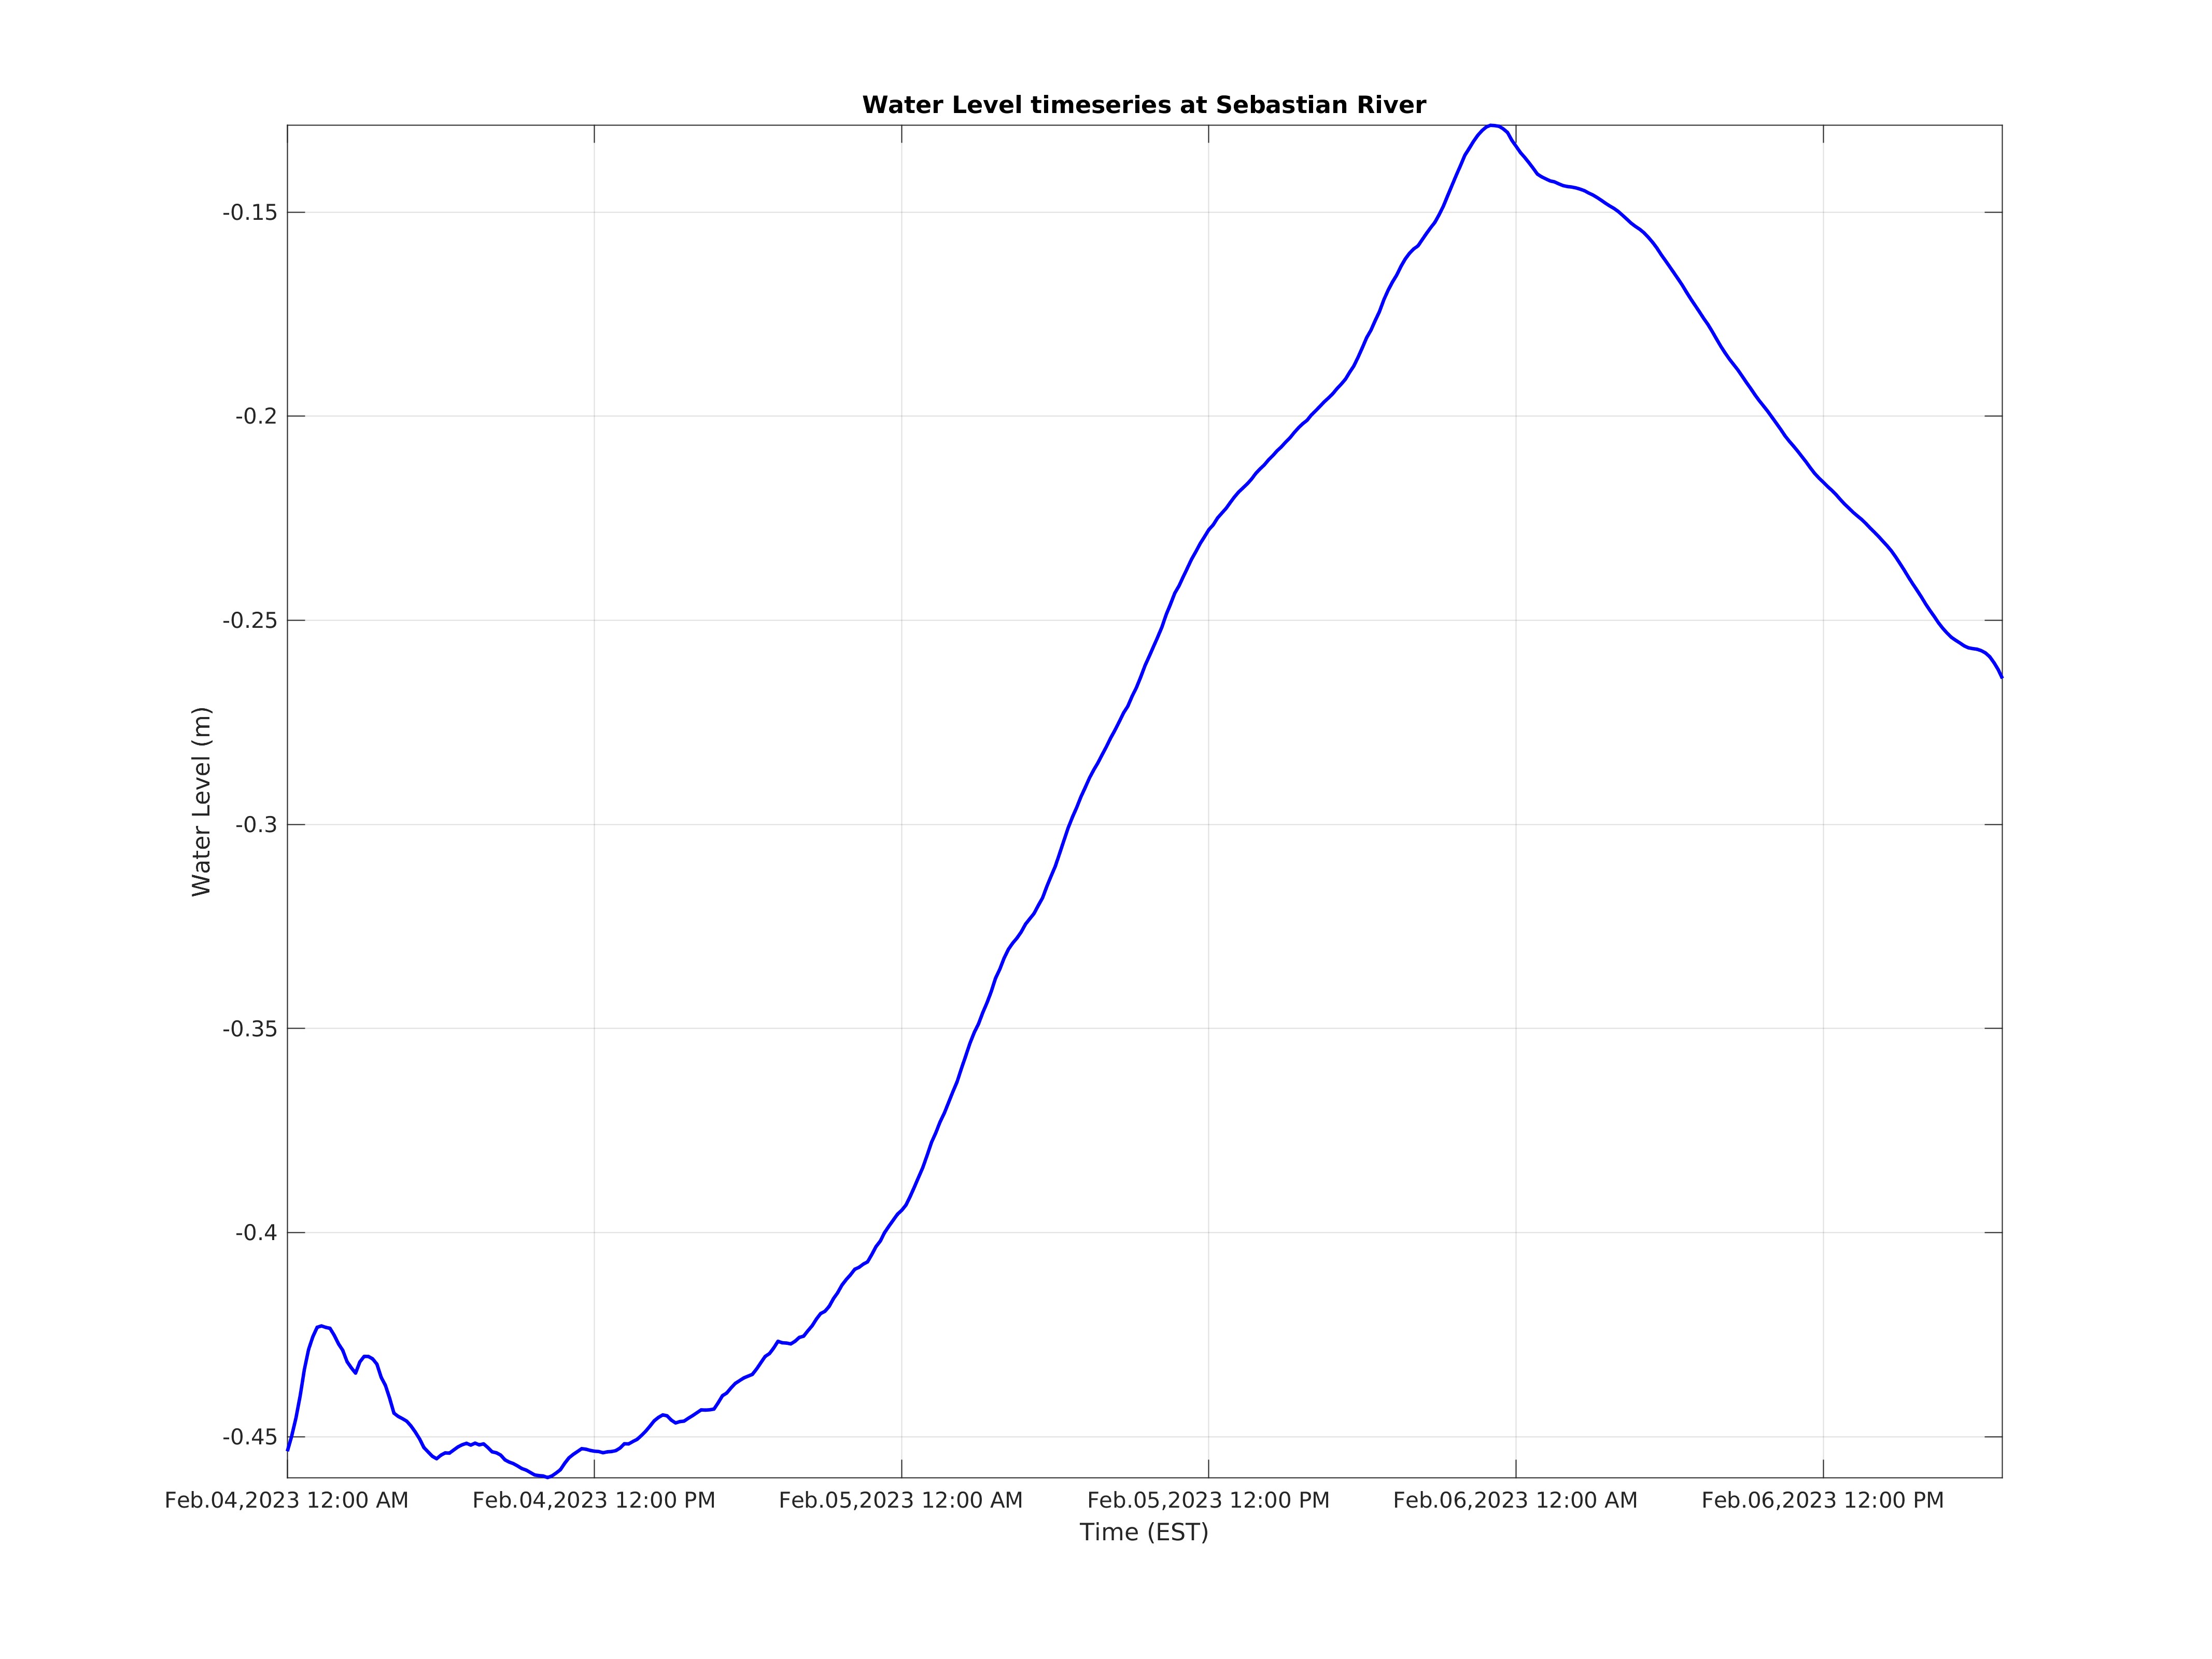 Water Level timeseries at Sebastian River
-0.15
-0.2
-0.25
-0.3
-0.35
-0.4
-0.45
Water Level (m)
Feb.04,2023 12:00 AM
Feb.04,2023 12:00 PM
Feb.05,2023 12:00 AM
Feb.05,2023 12:00 PM
Feb.06,2023 12:00 AM
Feb.06,2023 12:00 PM
Time (EST)